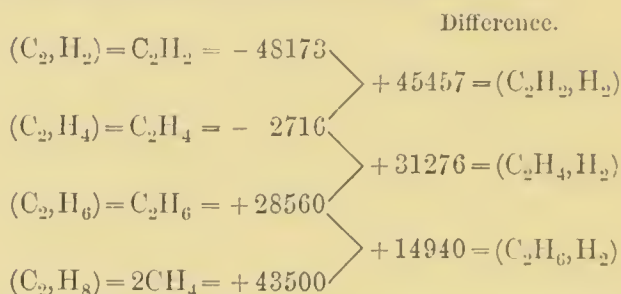 Difference.
(C₂,H₂)=C₂H₂=−48173
+45457=(C₂H₂,H₂)
(C₂,H₄)=C₂H₄=− 2716
+31276=(C₂H₄,H₂)
(C₂,H₆)=C₂H₆=+28560
+14940=(C₂H₆,H₂)
(C₂,H₈)=2CH₄=+43500